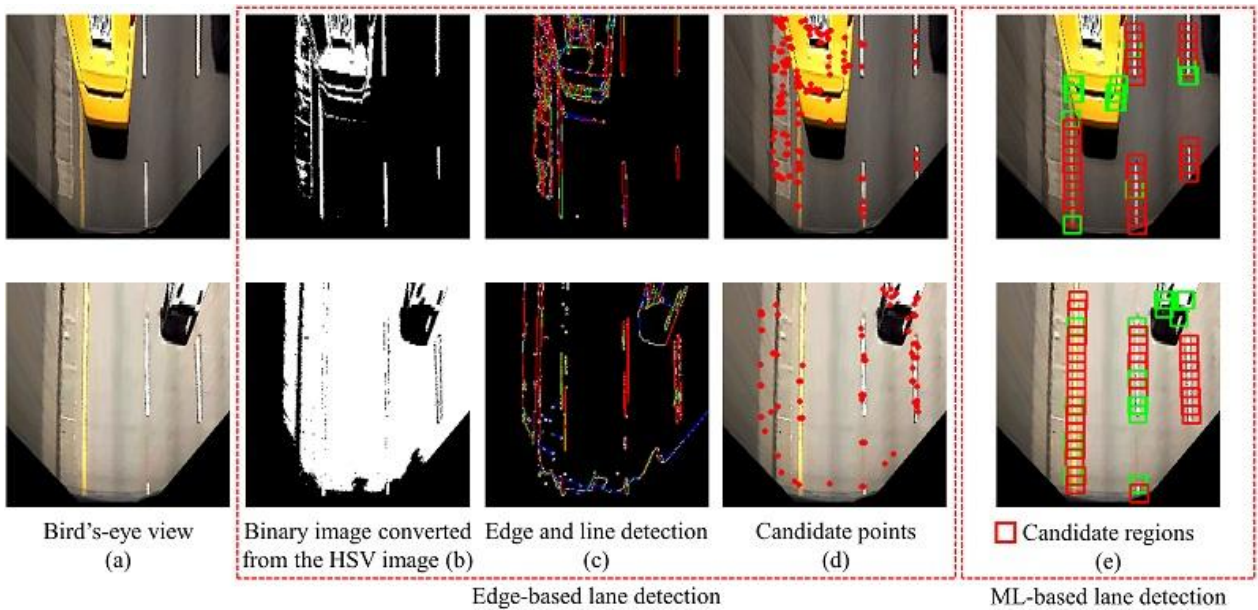 Bird's-eye view
(a)
Binary image converted
from the HSV image (b)
Edge and line detection
(c)
Candidate points
(d)
Candidate regions
(e)
Edge-based lane detection
ML-based lane detection